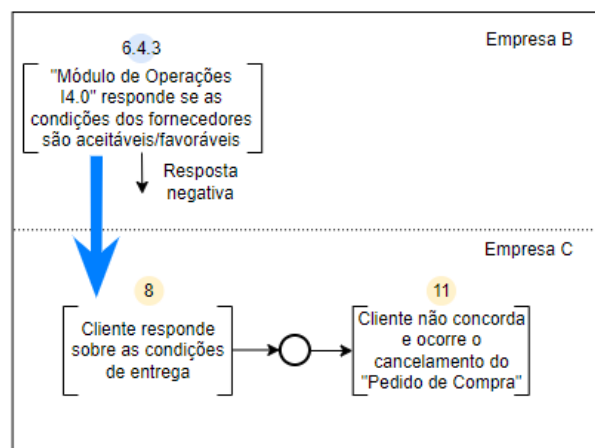 Empresa B
6.4.3
"Módulo de Operações
I4.0" responde se as
condições dos fornecedores
são aceitáveis/favoráveis
Resposta
negativa
Empresa C
8
Cliente responde
sobre as condições
de entrega
11
Cliente não concorda
e ocorre o
cancelamento do
"Pedido de Compra"